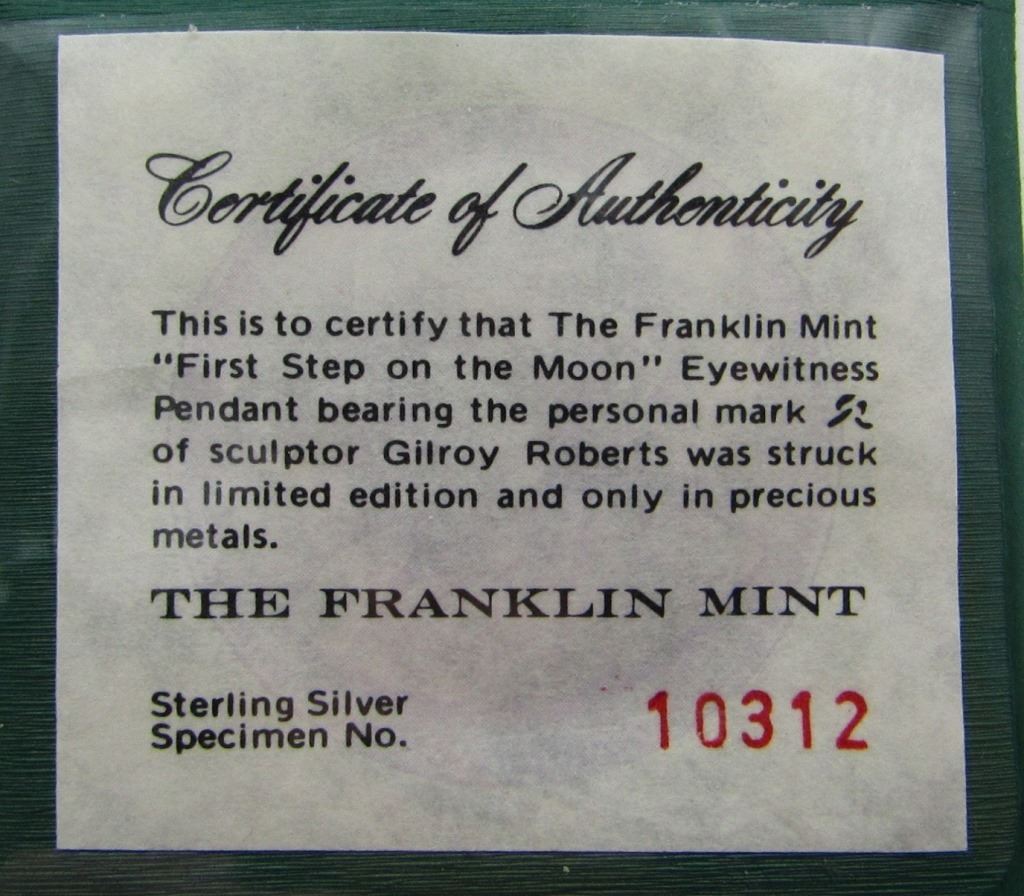 Certificate of Authenticity
This is to certify that The Franklin Mint
“First Step on the Moon” Eyewitness
Pendant bearing the personal mark
of sculptor Gilroy Roberts was struck
in limited edition and only in precious
metals.
THE FRANKLIN MINT
Sterling Silver
Specimen No. 10312